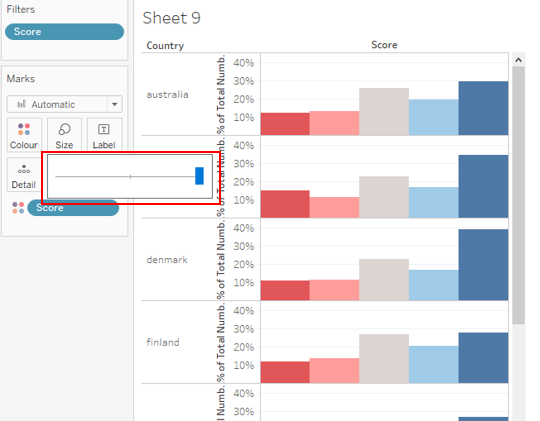 Filters
Score
Marks
Automatic
Colour
Size
Label
Detail
Score
Sheet 9
Country
Score
australia
% of Total Numb..
40%
30%
20%
10%
% of Total Numb..
40%
30%
20%
10%
denmark
% of Total Numb..
40%
30%
20%
10%
finland
% of Total Numb..
40%
30%
20%
10%
l Numb..
40%
30%